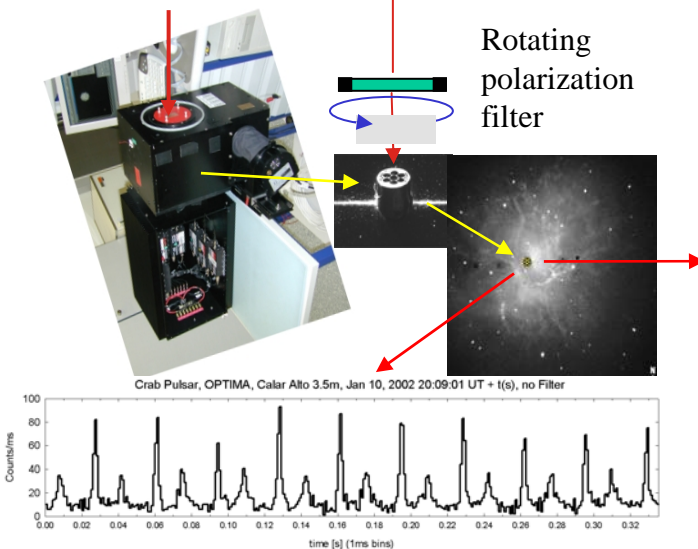 Rotating
polarization
filter
N
Crab Pulsar, OPTIMA, Calar Alto 3.5m, Jan 10, 2002 20:09:01 UT + t(s), no Filter
Counts/ms
100
80
60
40
20
0
0.00 0.02 0.04 0.06 0.08 0.10 0.12 0.14 0.16 0.18 0.20 0.22 0.24 0.26 0.28 0.30 0.32
time [s] (1ms bins)